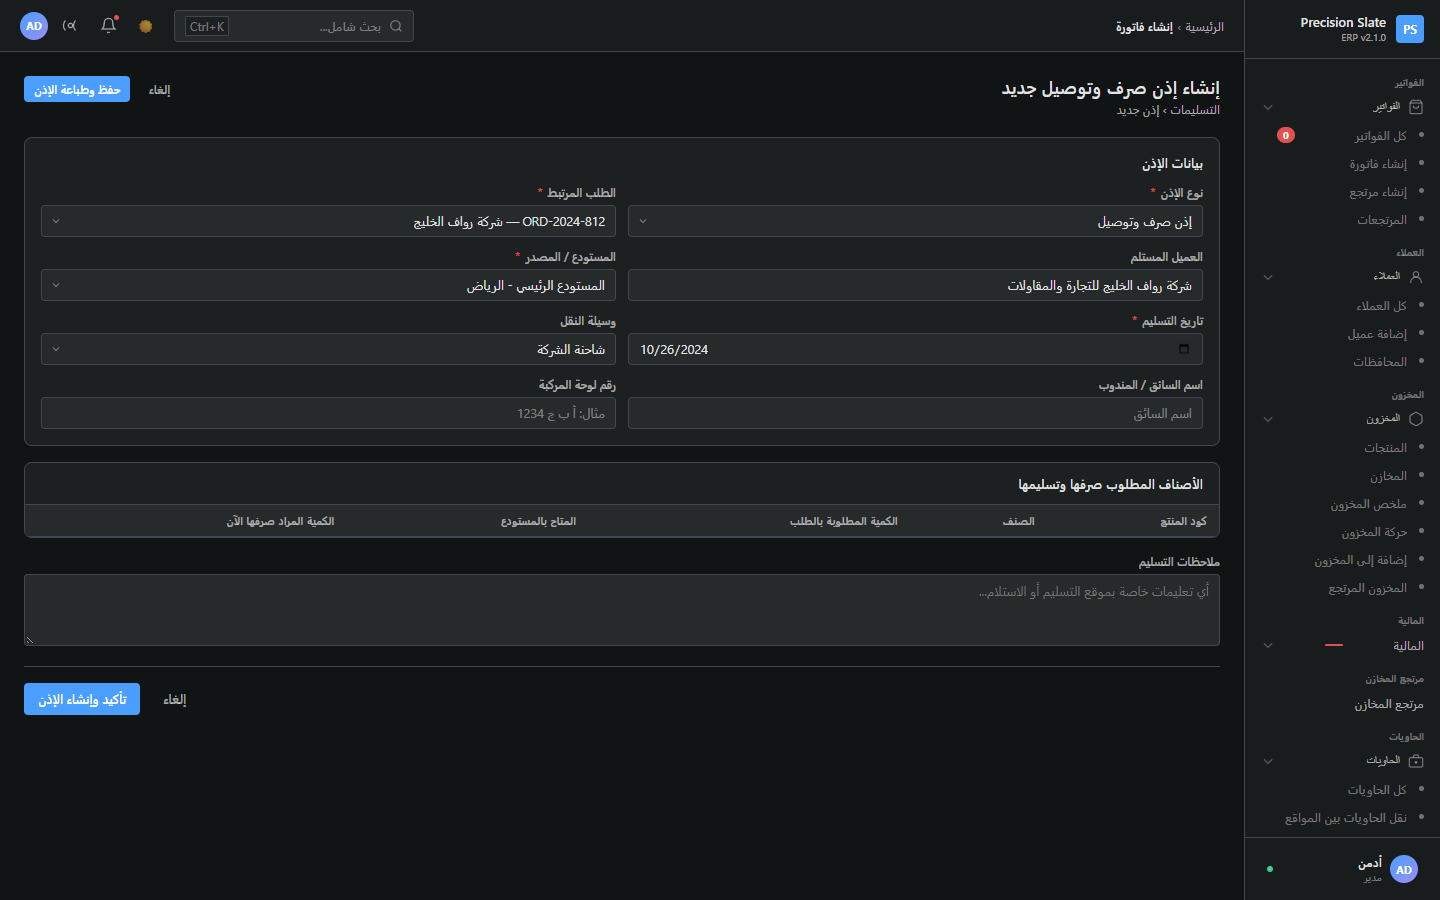 Precision Slate
ERP v2.1.0
PS
الرئيسية › إنشاء فاتورة
بحث شامل...
Ctrl+K
AD
الفواتير
الفواتير
كل الفواتير
0
إنشاء فاتورة
إنشاء مرتجع
المرتجعات
العملاء
العملاء
كل العملاء
إضافة عميل
المحافظات
المخزون
المخزون
المنتجات
المخازن
ملخص المخزون
حركة المخزون
إضافة إلى المخزون
المخزون المرتجع
المالية
المالية
مرتجع المخازن
مرتجع المخازن
الحاويات
الحاويات
كل الحاويات
نقل الحاويات بين المواقع
أدمن
مدير
AD
إنشاء إذن صرف وتوصيل جديد
التسليمات › إذن جديد
إلغاء
حفظ وطباعة الإذن
بيانات الإذن
نوع الإذن *
إذن صرف وتوصيل
الطلب المرتبط *
ORD-2024-812 — شركة رواف الخليج
العميل المستلم
شركة رواف الخليج للتجارة والمقاولات
المستودع / المصدر *
المستودع الرئيسي - الرياض
تاريخ التسليم *
10/26/2024
وسيلة النقل
شاحنة الشركة
اسم السائق / المندوب
اسم السائق
رقم لوحة المركبة
مثال: أ ب ج 1234
الأصناف المطلوب صرفها وتسليمها
كود المنتج
الصنف
الكمية المطلوبة بالطلب
المتاح بالمستودع
الكمية المراد صرفها الآن
ملاحظات التسليم
أي تعليمات خاصة بموقع التسليم أو الاستلام...
إلغاء
تأكيد وإنشاء الإذن